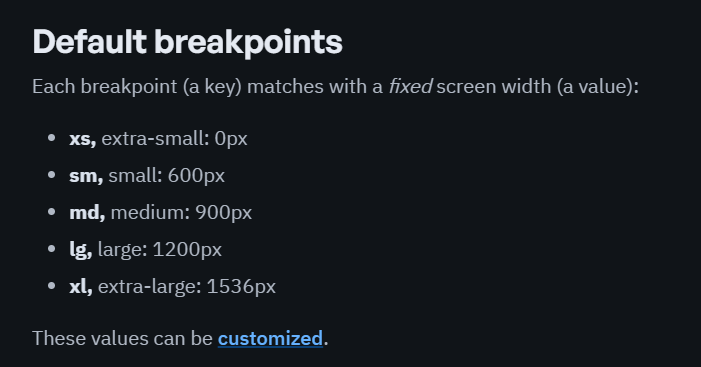 Default breakpoints
Each breakpoint (a key) matches with a fixed screen width (a value):
• xs, extra-small: 0px
• sm, small: 600px
• md, medium: 900px
• lg, large: 1200px
• xl, extra-large: 1536px
These values can be customized.